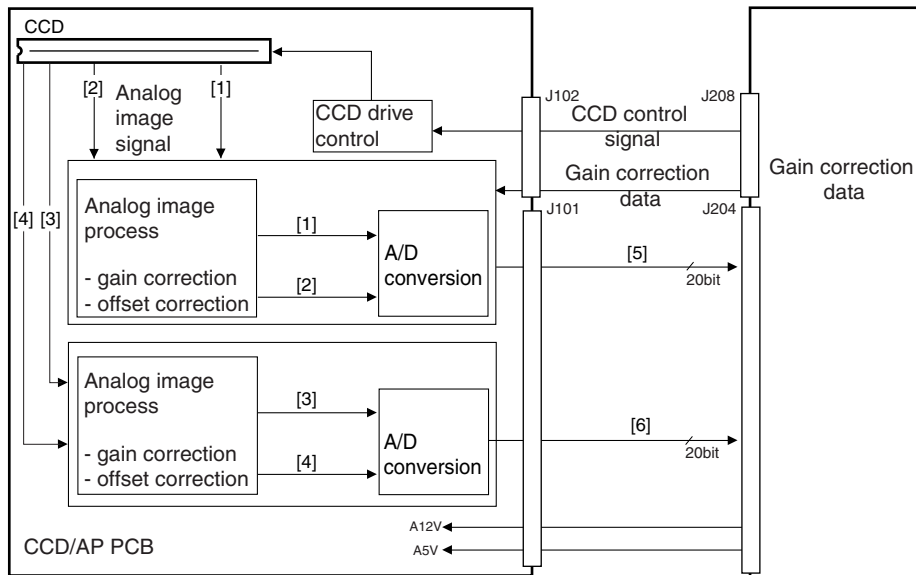 CCD
[2]
[1]
Analog
image
signal
CCD drive
control
J102
J208
CCD control
signal
Gain correction
data
Gain correction
data
[4]
[3]
J101
J204
Analog image
process
- gain correction
- offset correction
[1]
[2]
A/D
conversion
[5]
20bit
Analog image
process
- gain correction
- offset correction
[3]
[4]
A/D
conversion
[6]
20bit
A12V
A5V
CCD/AP PCB